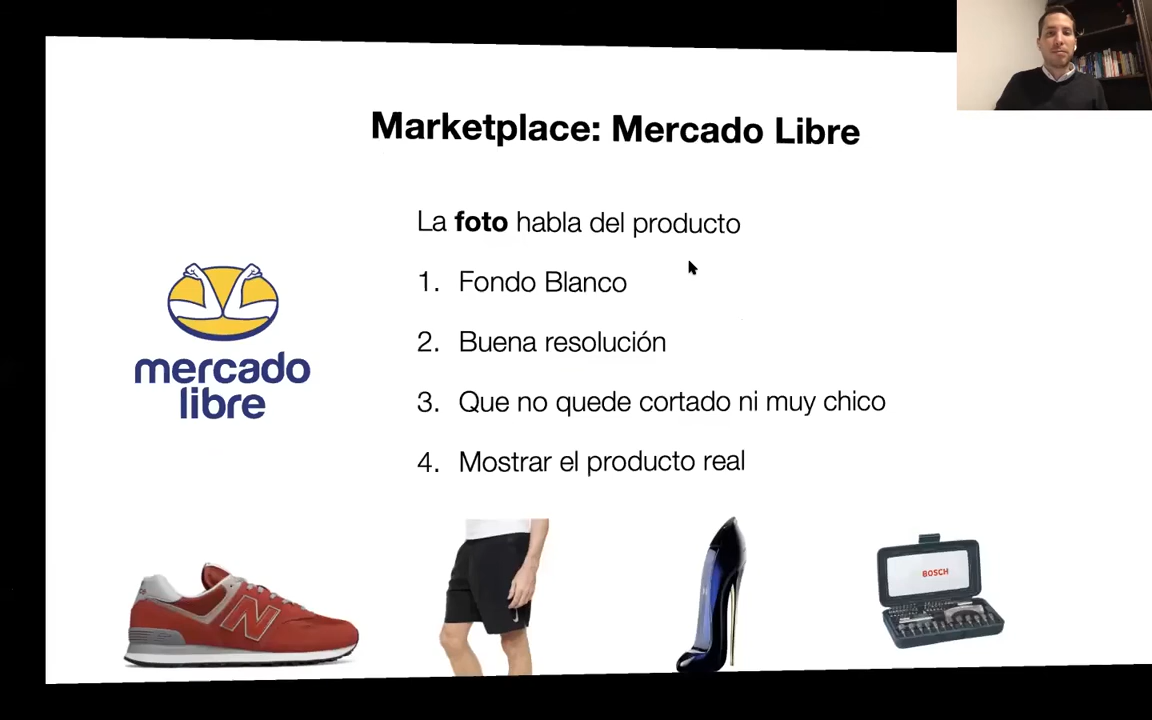 Marketplace: Mercado Libre
La foto habla del producto
1. Fondo Blanco
2. Buena resolución
3. Que no quede cortado ni muy chico
4. Mostrar el producto real
mercado
libre
N
BOSCH